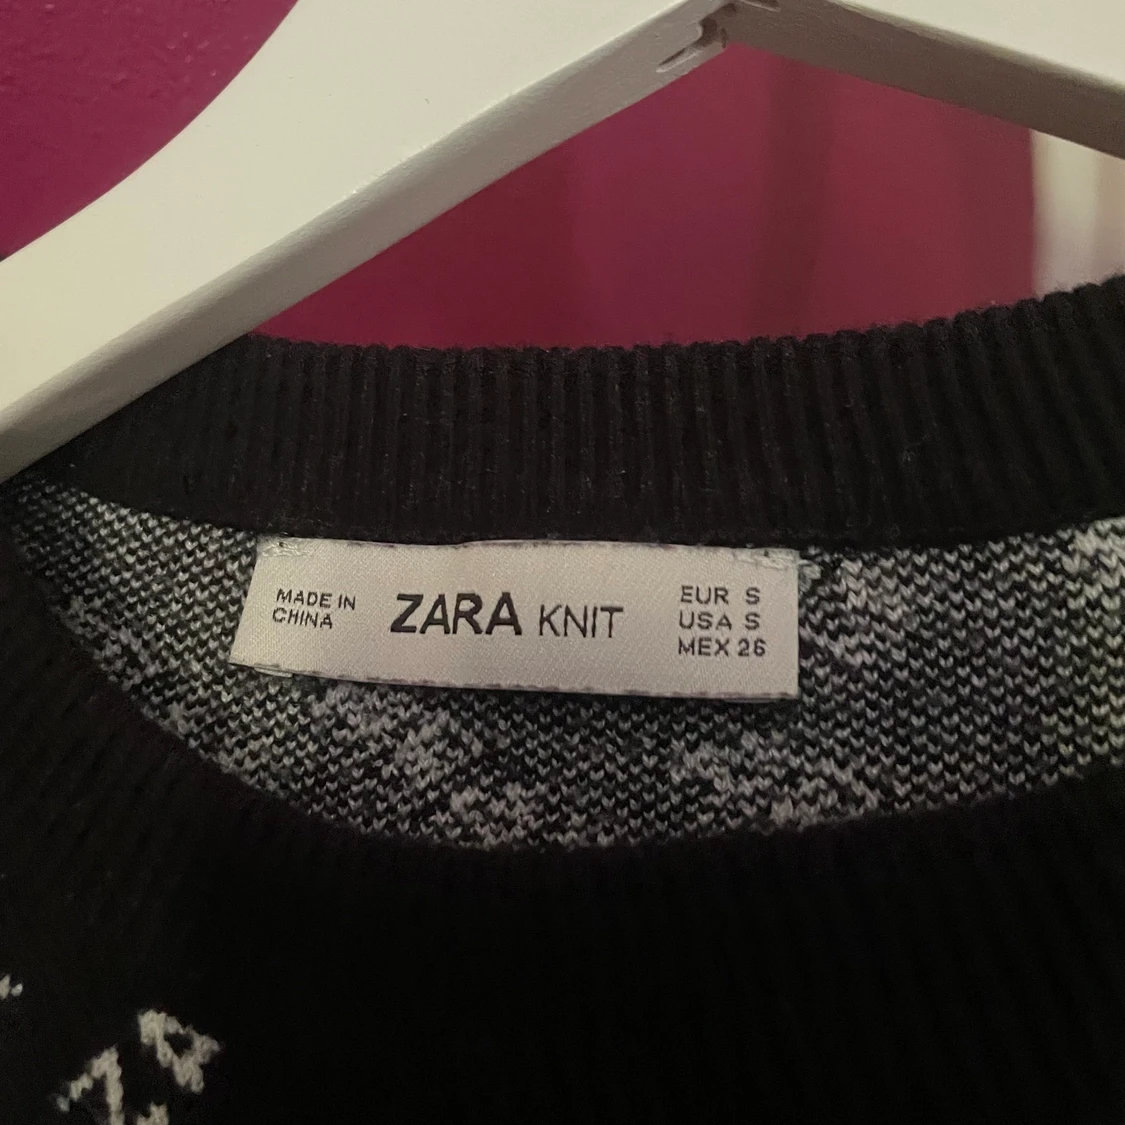 MADE IN
CHINA
ZARA KNIT
EUR S
USA S
MEX 26